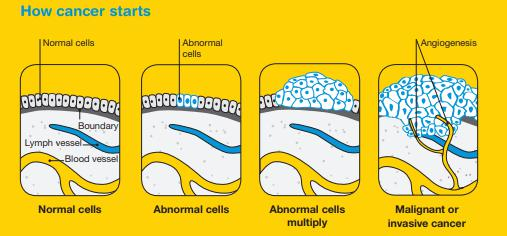 How cancer starts
Normal cells
Abnormal
cells
Angiogenesis
Boundary
Lymph vessel
Blood vessel
Normal cells
Abnormal cells
Abnormal cells
multiply
Malignant or
invasive cancer